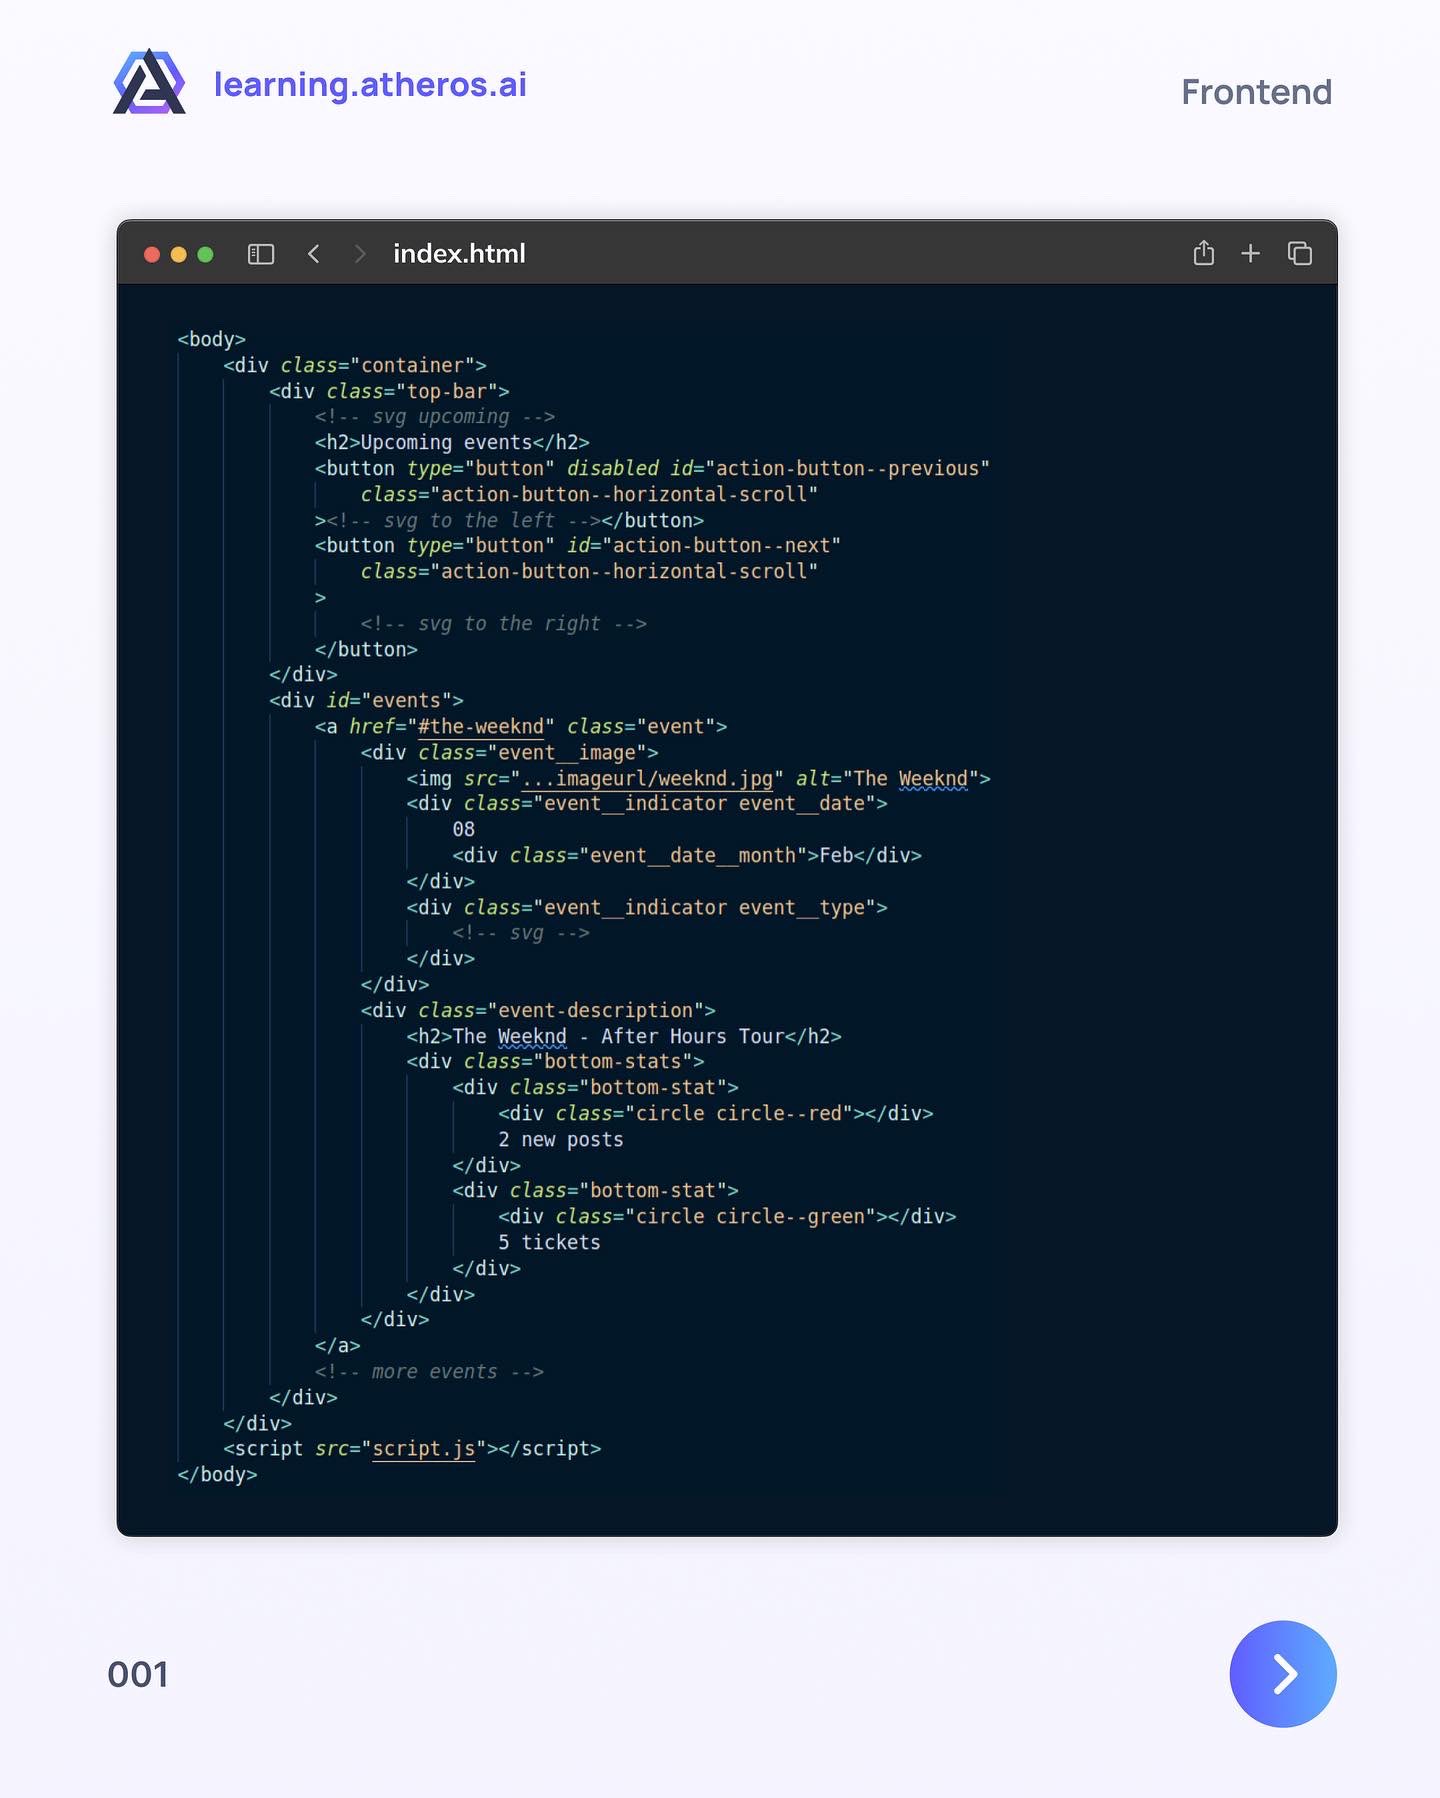 learning.atheros.ai
Frontend
index.html
<body>
    <div class="container">
        <div class="top-bar">
            <!-- svg upcoming -->
            <h2>Upcoming events</h2>
            <button type="button" disabled id="action-button--previous"
                class="action-button--horizontal-scroll"
            ><!-- svg to the left --></button>
            <button type="button" id="action-button--next"
                class="action-button--horizontal-scroll"
            >
                <!-- svg to the right -->
            </button>
        </div>
        <div id="events">
            <a href="#the-weeknd" class="event">
                <div class="event__image">
                    <img src="...imageurl/weeknd.jpg" alt="The Weeknd">
                    <div class="event__indicator event__date">
                        08
                        <div class="event__date__month">Feb</div>
                    </div>
                    <div class="event__indicator event__type">
                        <!-- svg -->
                    </div>
                </div>
                <div class="event-description">
                    <h2>The Weeknd - After Hours Tour</h2>
                    <div class="bottom-stats">
                        <div class="bottom-stat">
                            <div class="circle circle--red"></div>
                            2 new posts
                        </div>
                        <div class="bottom-stat">
                            <div class="circle circle--green"></div>
                            5 tickets
                        </div>
                    </div>
                </div>
            </a>
            <!-- more events -->
        </div>
    </div>
    <script src="script.js"></script>
</body>
001